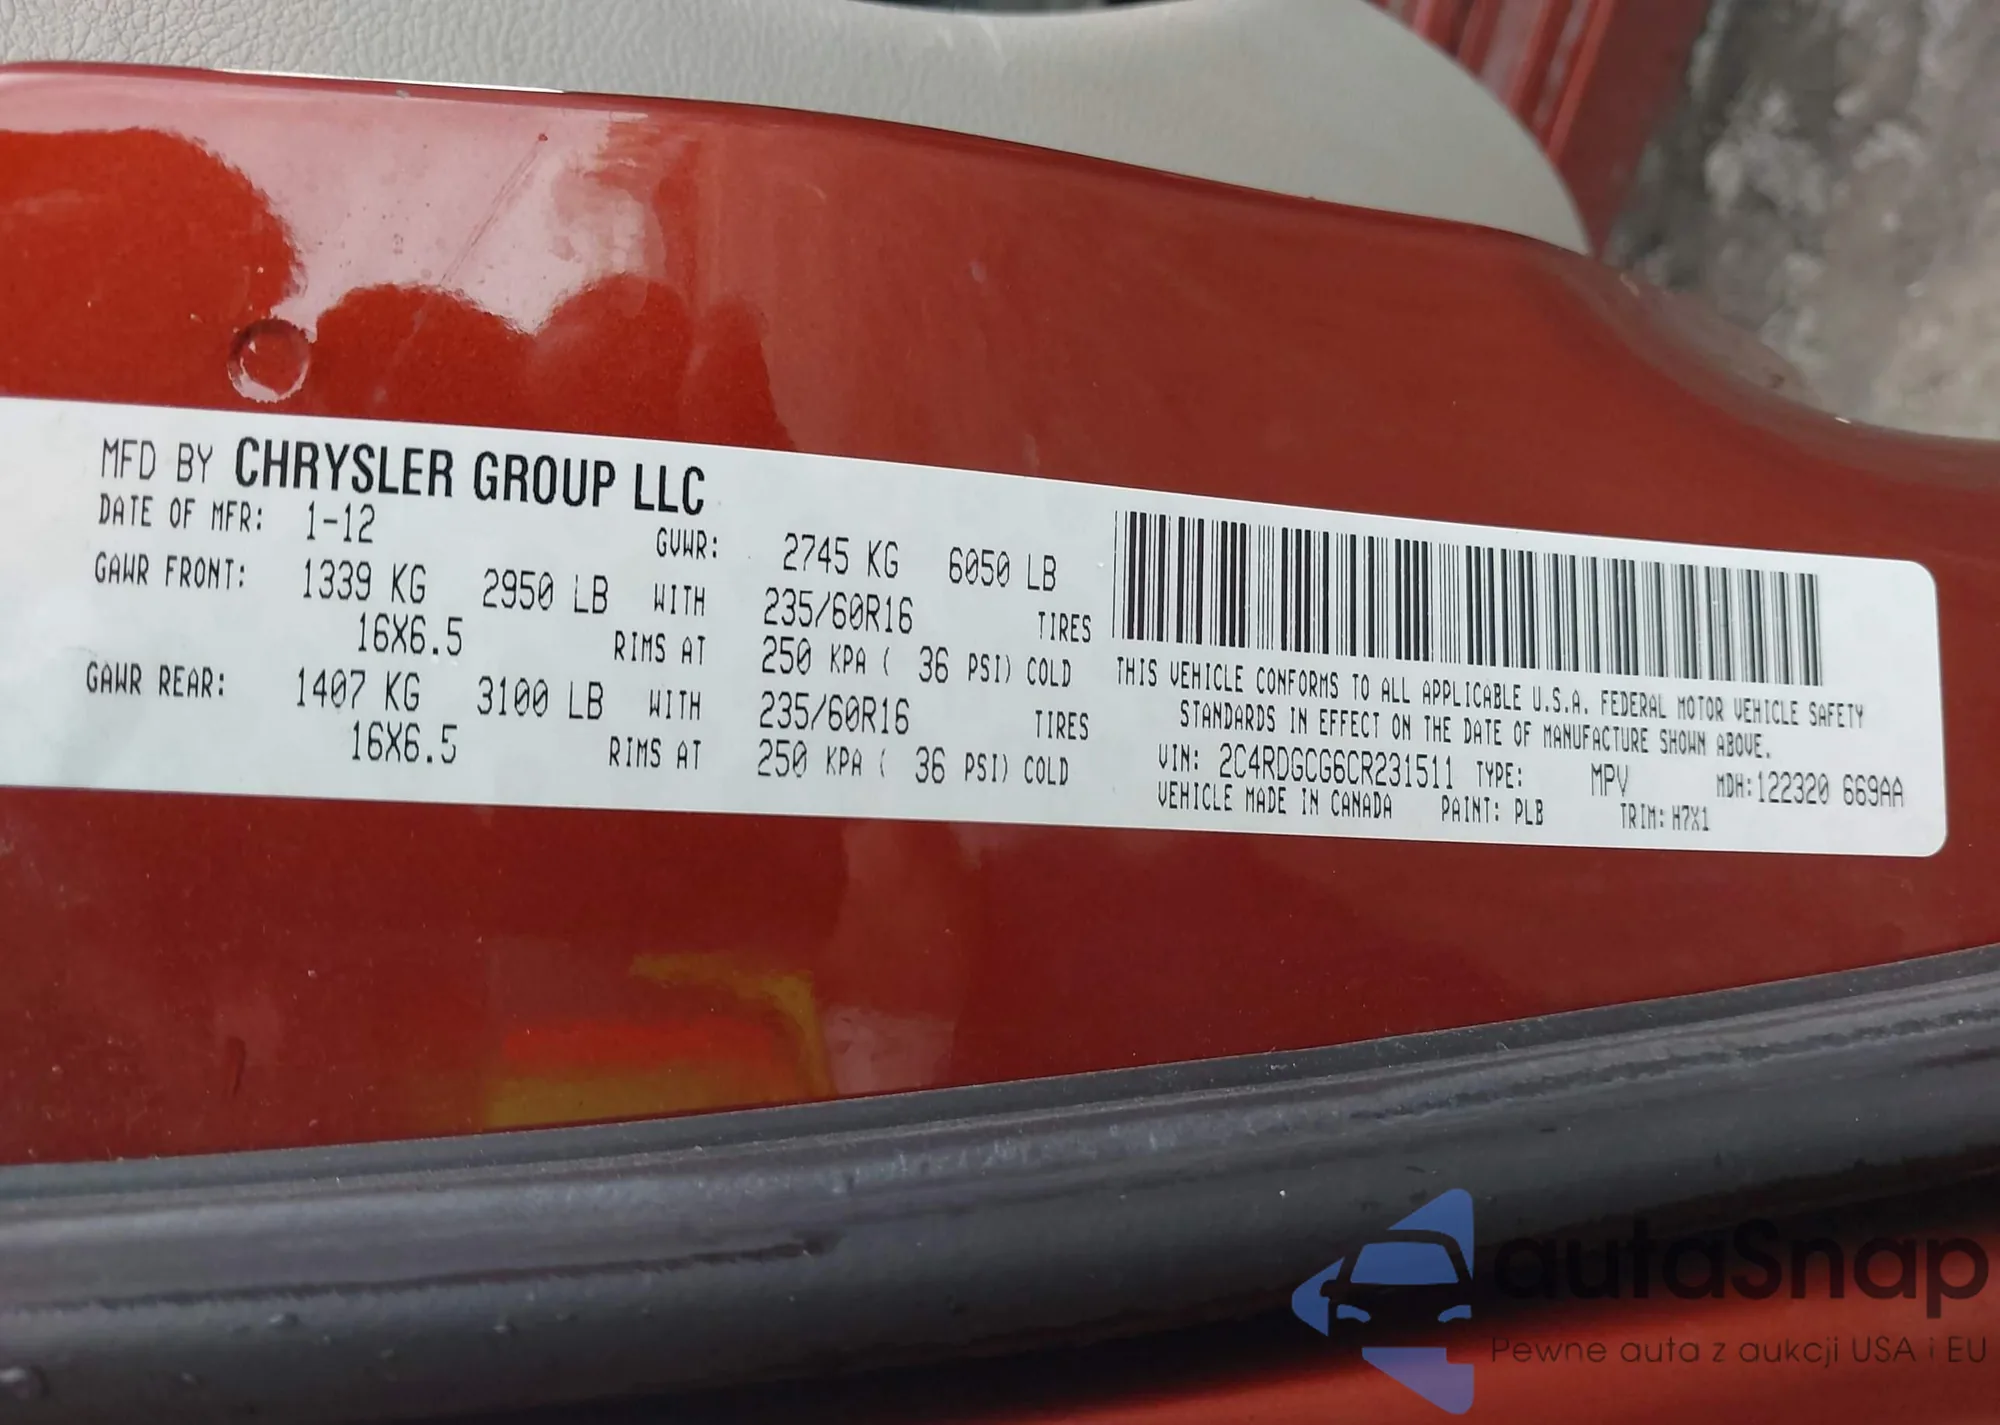 MFD BY CHRYSLER GROUP LLC
DATE OF MFR: 1-12 GVWR: 2745 KG 6050 LB
GAWR FRONT: 1339 KG 2950 LB WITH 235/60R16 TIRES
16X6.5 RIMS AT 250 KPA ( 36 PSI) COLD
GAWR REAR: 1407 KG 3100 LB WITH 235/60R16 TIRES
16X6.5 RIMS AT 250 KPA ( 36 PSI) COLD
THIS VEHICLE CONFORMS TO ALL APPLICABLE U.S.A. FEDERAL MOTOR VEHICLE SAFETY
STANDARDS IN EFFECT ON THE DATE OF MANUFACTURE SHOWN ABOVE.
VIN: 2C4RDGCG6CR231511 TYPE: MPV MDH:122320 669AA
VEHICLE MADE IN CANADA PAINT: PLB TRIM: H7X1
autaSnap
Pewne auta z aukcji USA i EU